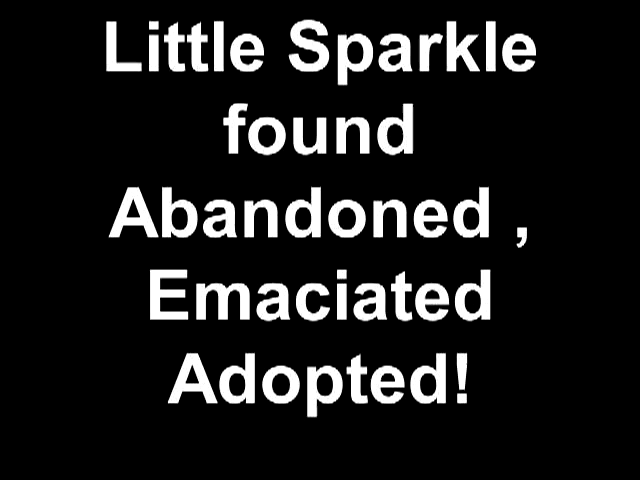 Little Sparkle
found
Abandoned ,
Emaciated
Adopted!